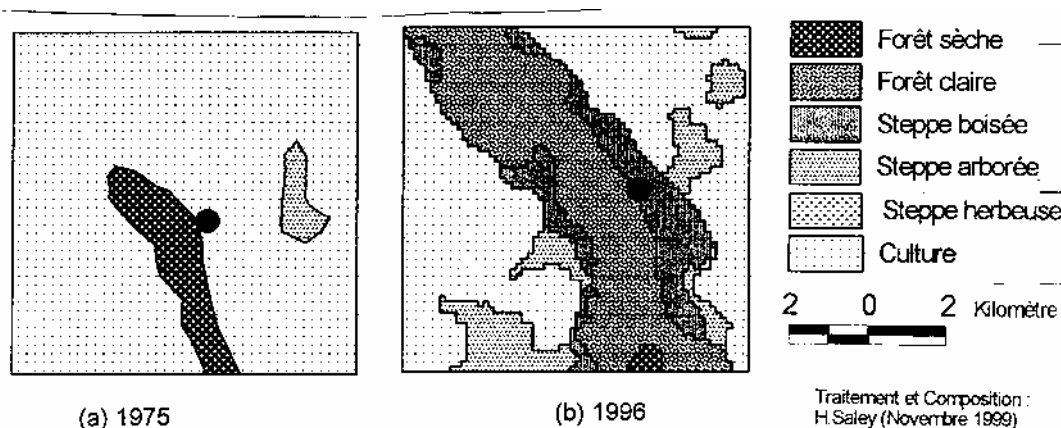 Forêt sèche
Forêt claire
Steppe boisée
Steppe arborée
Steppe herbeuse
Culture
2 0 2 Kilomètre
(a) 1975
(b) 1996
Traitement et Composition :
H.Saley (Novembre 1999)